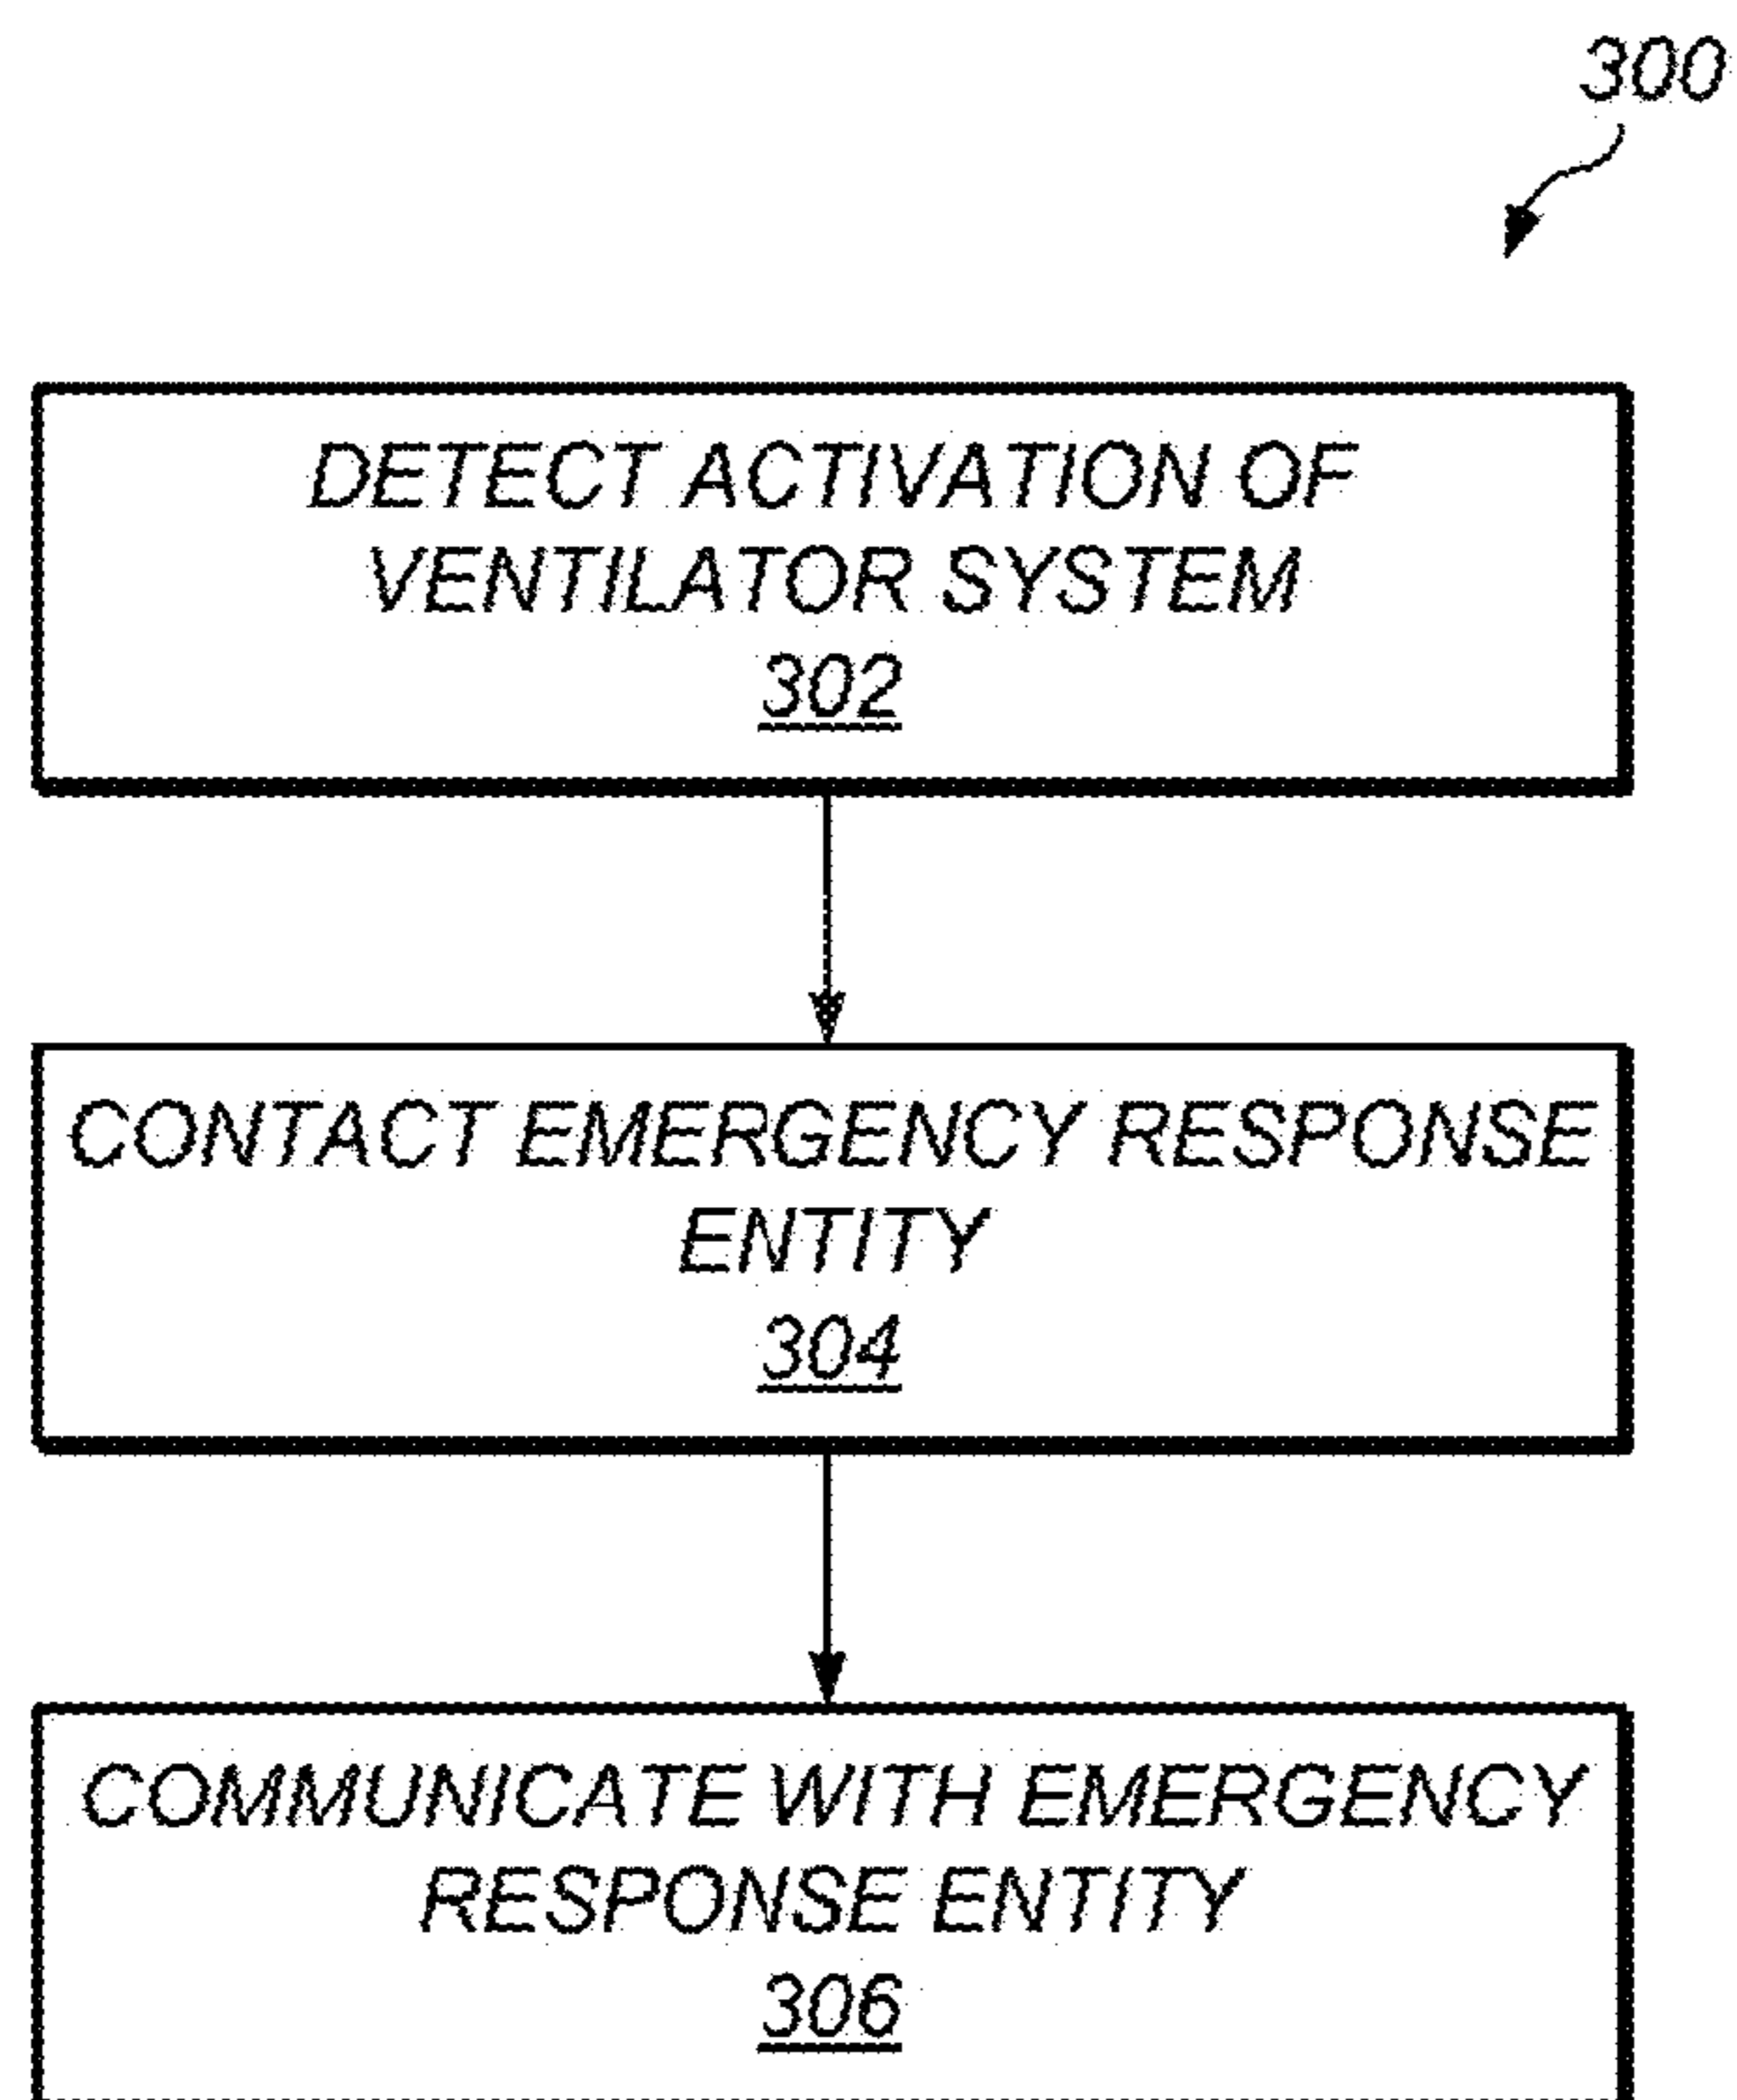 300
DETECT ACTIVATION OF
VENTILATOR SYSTEM
302
CONTACT EMERGENCY RESPONSE
ENTITY
304
COMMUNICATE WITH EMERGENCY
RESPONSE ENTITY
306